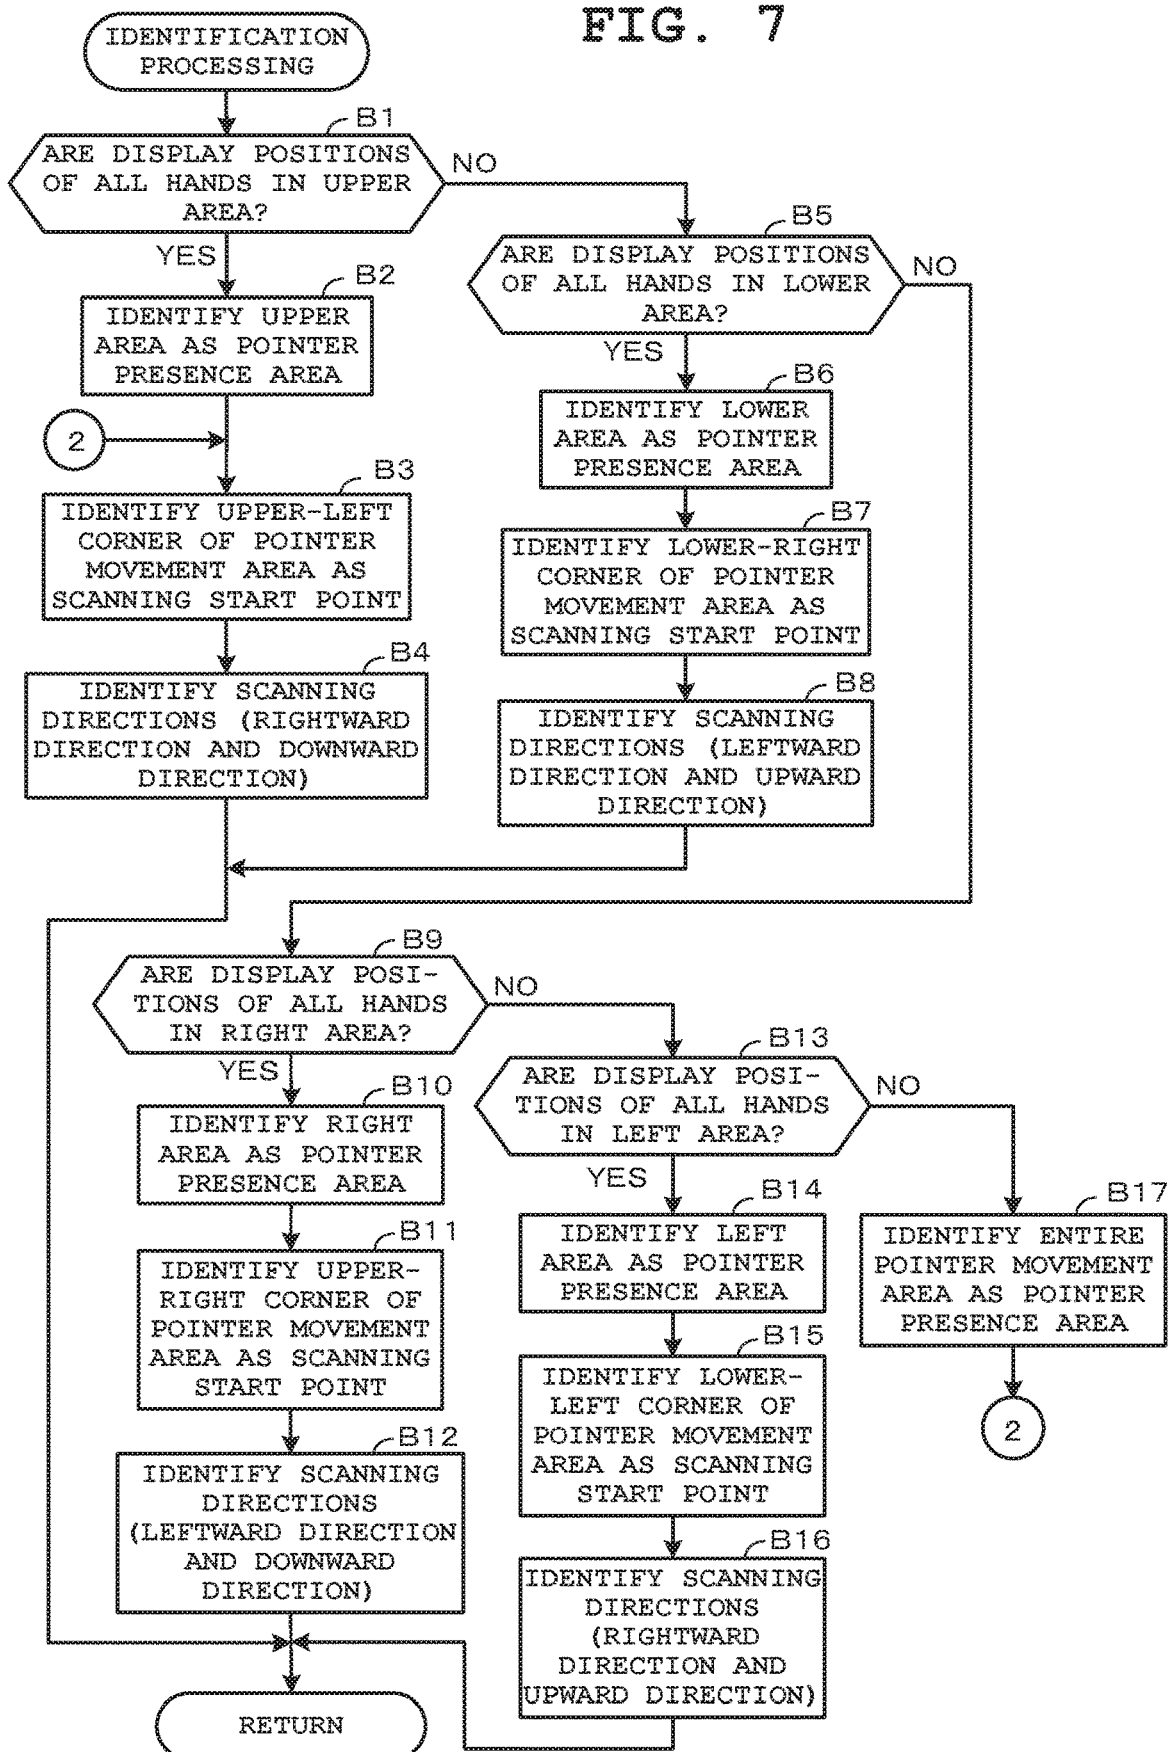 FIG. 7
IDENTIFICATION
PROCESSING
B1
ARE DISPLAY POSITIONS
OF ALL HANDS IN UPPER
AREA?
NO
YES
B2
IDENTIFY UPPER
AREA AS POINTER
PRESENCE AREA
2
B3
IDENTIFY UPPER-LEFT
CORNER OF POINTER
MOVEMENT AREA AS
SCANNING START POINT
B4
IDENTIFY SCANNING
DIRECTIONS (RIGHTWARD
DIRECTION AND DOWNWARD
DIRECTION)
B5
ARE DISPLAY POSITIONS
OF ALL HANDS IN LOWER
AREA?
NO
YES
B6
IDENTIFY LOWER
AREA AS POINTER
PRESENCE AREA
B7
IDENTIFY LOWER-RIGHT
CORNER OF POINTER
MOVEMENT AREA AS
SCANNING START POINT
B8
IDENTIFY SCANNING
DIRECTIONS (LEFTWARD
DIRECTION AND UPWARD
DIRECTION)
B9
ARE DISPLAY POSI-
TIONS OF ALL HANDS
IN RIGHT AREA?
NO
YES
B10
IDENTIFY RIGHT
AREA AS POINTER
PRESENCE AREA
B11
IDENTIFY UPPER-
RIGHT CORNER OF
POINTER MOVEMENT
AREA AS SCANNING
START POINT
B12
IDENTIFY SCANNING
DIRECTIONS
(LEFTWARD DIRECTION
AND DOWNWARD
DIRECTION)
B13
ARE DISPLAY POSI-
TIONS OF ALL HANDS
IN LEFT AREA?
NO
YES
B14
IDENTIFY LEFT
AREA AS POINTER
PRESENCE AREA
B15
IDENTIFY LOWER-
LEFT CORNER OF
POINTER MOVEMENT
AREA AS SCANNING
START POINT
B16
IDENTIFY SCANNING
DIRECTIONS
(RIGHTWARD
DIRECTION AND
UPWARD DIRECTION)
B17
IDENTIFY ENTIRE
POINTER MOVEMENT
AREA AS POINTER
PRESENCE AREA
2
RETURN